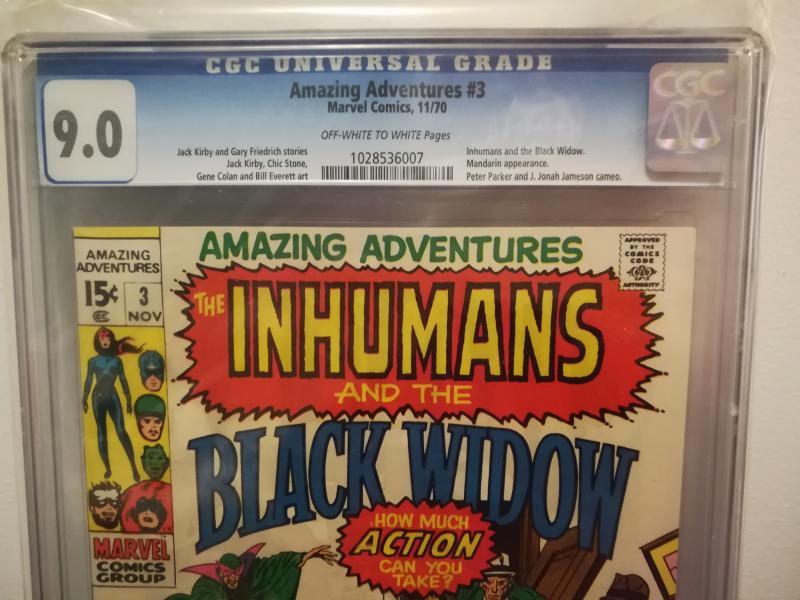 CGC UNIVERSAL GRADE
9.0
Amazing Adventures #3
Marvel Comics, 11/70
OFF-WHITE TO WHITE Pages
Jack Kirby and Gary Friedrich stories
Jack Kirby, Chic Stone,
Gene Colan and Bill Everett art
1028536007
Inhumans and the Black Widow.
Mandarin appearance.
Peter Parker and J. Jonah Jameson cameo.
CGC
AMAZING
ADVENTURES
15¢
3
NOV
CC
MARVEL
COMICS
GROUP
AMAZING ADVENTURES
THE
INHUMANS
AND THE
BLACK WIDOW
HOW MUCH
ACTION
CAN YOU
TAKE?
APPROVED
BY THE
COMICS
CODE
CA
AUTHORITY